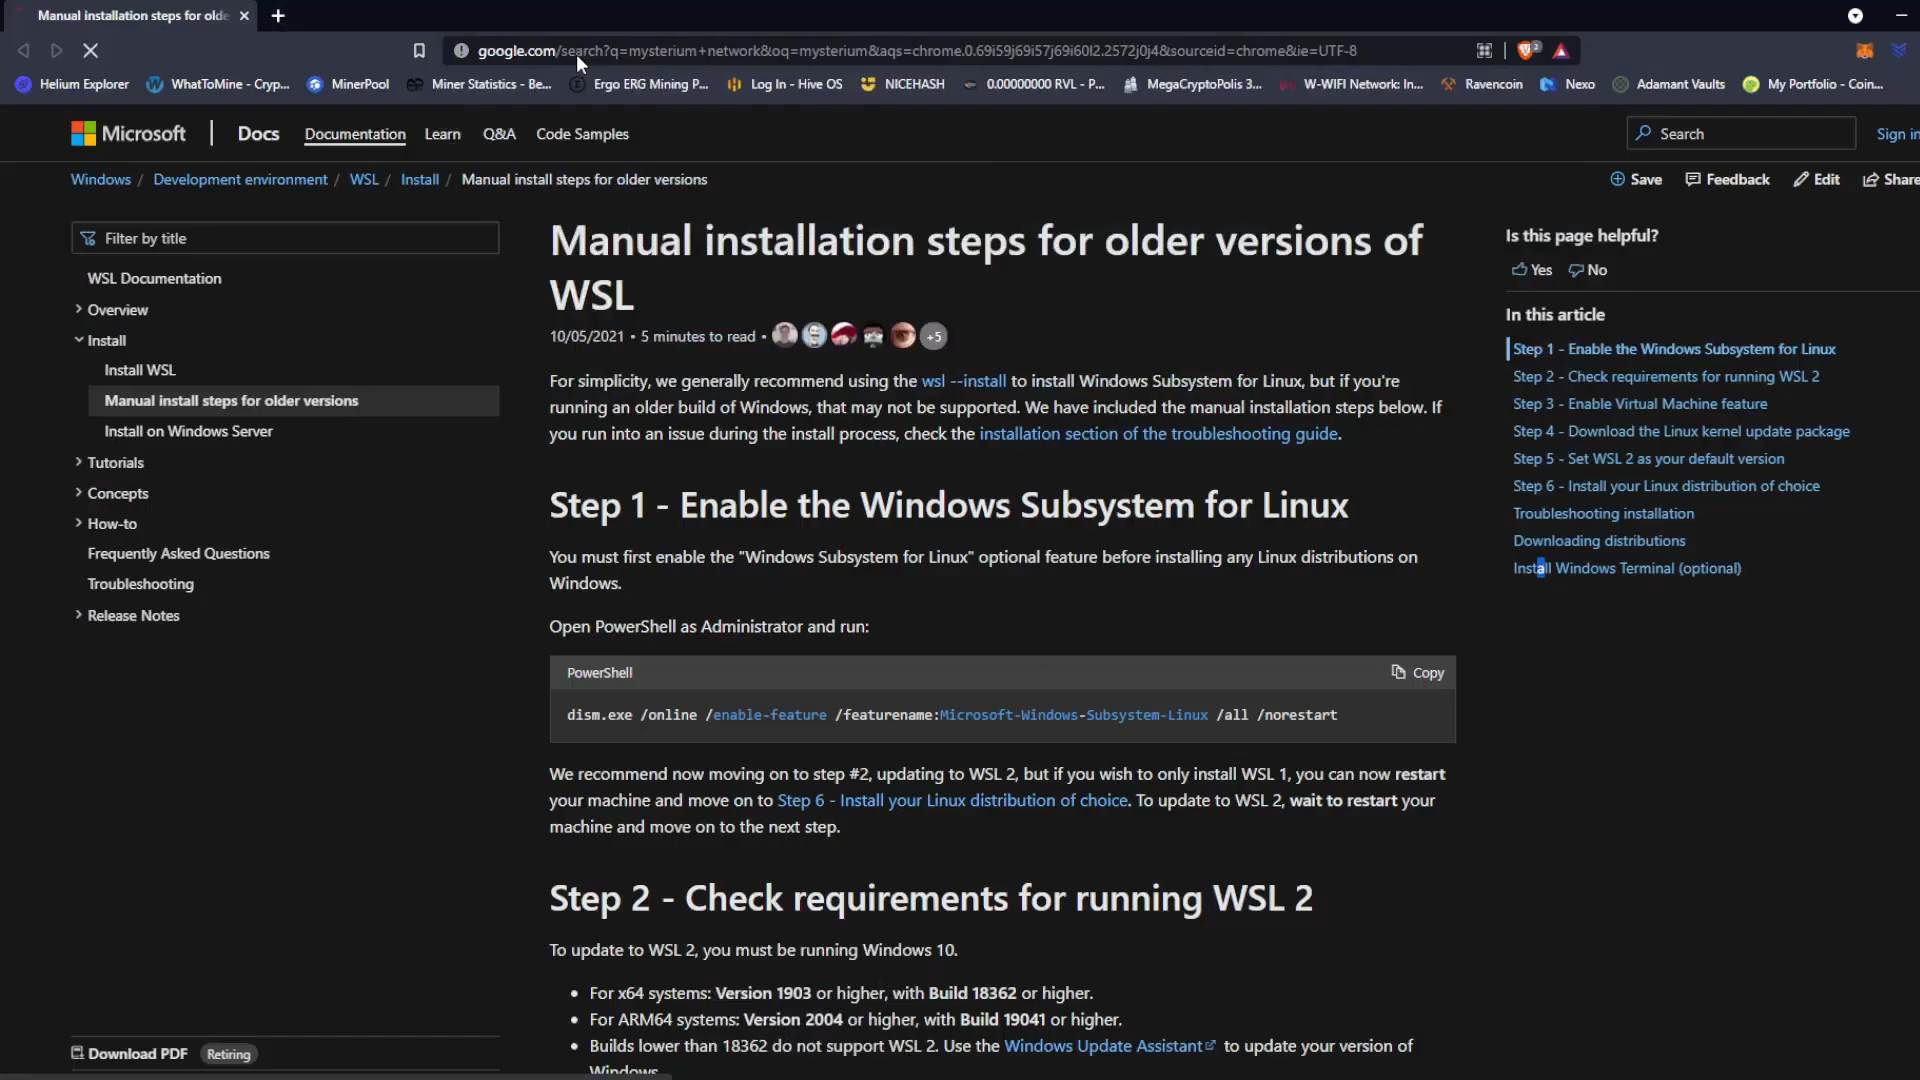 Manual installation steps for olde
google.com/search?q=mysterium+network&oq=mysterium&aqs=chrome.0.69i59j69i57j69i60l2.2572j0j4&sourceid=chrome&ie=UTF-8
2
Helium Explorer
WhatToMine - Cryp...
MinerPool
Miner Statistics - Be...
Ergo ERG Mining P...
Log In - Hive OS
NICEHASH
0.00000000 RVL - P...
MegaCryptoPolis 3...
W-WIFI Network: In...
Ravencoin
Nexo
Adamant Vaults
My Portfolio - Coin...
Microsoft
Docs
Documentation
Learn
Q&A
Code Samples
Search
Sign in
Windows / Development environment / WSL / Install / Manual install steps for older versions
Save
Feedback
Edit
Share
Filter by title
WSL Documentation
Overview
Install
Install WSL
Manual install steps for older versions
Install on Windows Server
Tutorials
Concepts
How-to
Frequently Asked Questions
Troubleshooting
Release Notes
Download PDF
Retiring
Manual installation steps for older versions of
WSL
10/05/2021 • 5 minutes to read •
+5
For simplicity, we generally recommend using the wsl --install to install Windows Subsystem for Linux, but if you're
running an older build of Windows, that may not be supported. We have included the manual installation steps below. If
you run into an issue during the install process, check the installation section of the troubleshooting guide.
Step 1 - Enable the Windows Subsystem for Linux
You must first enable the "Windows Subsystem for Linux" optional feature before installing any Linux distributions on
Windows.
Open PowerShell as Administrator and run:
PowerShell
Copy
dism.exe /online /enable-feature /featurename:Microsoft-Windows-Subsystem-Linux /all /norestart
We recommend now moving on to step #2, updating to WSL 2, but if you wish to only install WSL 1, you can now restart
your machine and move on to Step 6 - Install your Linux distribution of choice. To update to WSL 2, wait to restart your
machine and move on to the next step.
Step 2 - Check requirements for running WSL 2
To update to WSL 2, you must be running Windows 10.
• For x64 systems: Version 1903 or higher, with Build 18362 or higher.
• For ARM64 systems: Version 2004 or higher, with Build 19041 or higher.
• Builds lower than 18362 do not support WSL 2. Use the Windows Update Assistant to update your version of
Windows.
Is this page helpful?
Yes
No
In this article
Step 1 - Enable the Windows Subsystem for Linux
Step 2 - Check requirements for running WSL 2
Step 3 - Enable Virtual Machine feature
Step 4 - Download the Linux kernel update package
Step 5 - Set WSL 2 as your default version
Step 6 - Install your Linux distribution of choice
Troubleshooting installation
Downloading distributions
Install Windows Terminal (optional)